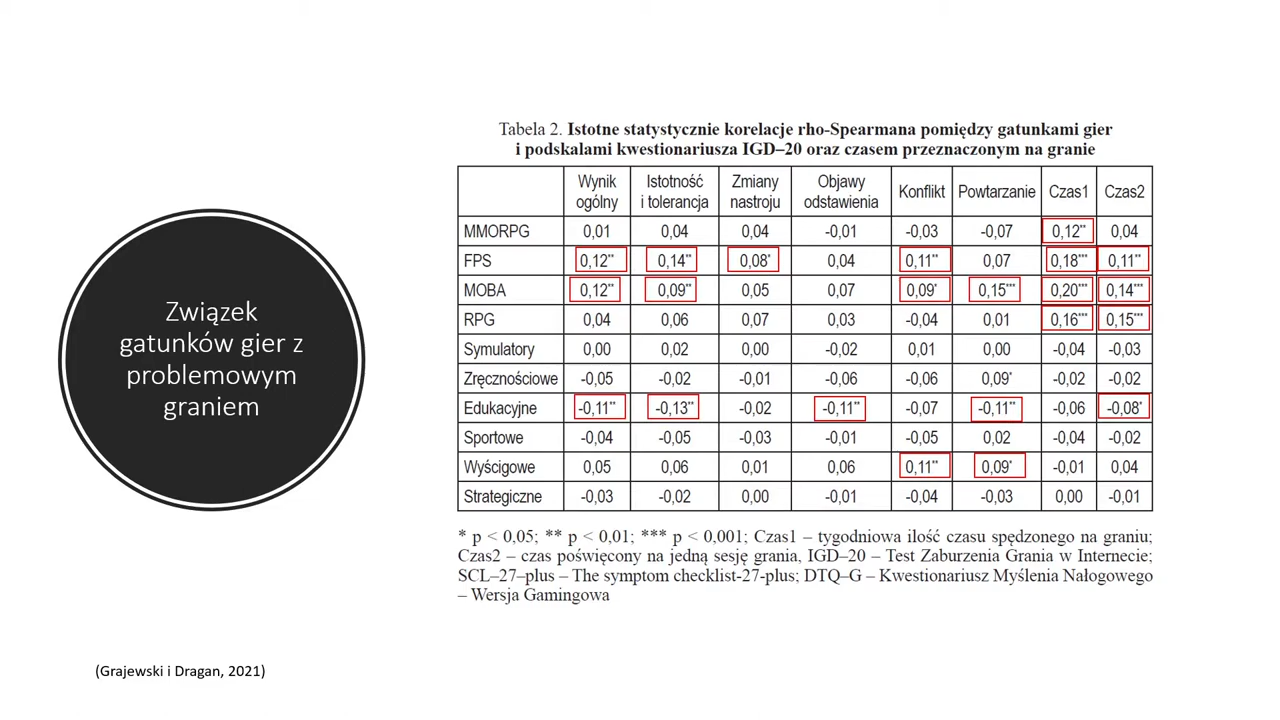 Związek
gatunków gier z
problemowym
graniem
(Grajewski i Dragan, 2021)
Tabela 2. Istotne statystycznie korelacje rho-Spearmana pomiędzy gatunkami gier
i podskalami kwestionariusza IGD–20 oraz czasem przeznaczonym na granie
Wynik ogólny Istotność i tolerancja Zmiany nastroju Objawy odstawienia Konflikt Powtarzanie Czas1 Czas2
MMORPG 0,01 0,04 0,04 -0,01 -0,03 -0,07 0,12** 0,04
FPS 0,12** 0,14** 0,08* 0,04 0,11** 0,07 0,18*** 0,11**
MOBA 0,12** 0,09** 0,05 0,07 0,09* 0,15*** 0,20*** 0,14***
RPG 0,04 0,06 0,07 0,03 -0,04 0,01 0,16*** 0,15***
Symulatory 0,00 0,02 0,00 -0,02 0,01 0,00 -0,04 -0,03
Zręcznościowe -0,05 -0,02 -0,01 -0,06 -0,06 0,09* -0,02 -0,02
Edukacyjne -0,11** -0,13** -0,02 -0,11** -0,07 -0,11** -0,06 -0,08*
Sportowe -0,04 -0,05 -0,03 -0,01 -0,05 0,02 -0,04 -0,02
Wyścigowe 0,05 0,06 0,01 0,06 0,11** 0,09* -0,01 0,04
Strategiczne -0,03 -0,02 0,00 -0,01 -0,04 -0,03 0,00 -0,01
* p < 0,05; ** p < 0,01; *** p < 0,001; Czas1 – tygodniowa ilość czasu spędzonego na graniu;
Czas2 – czas poświęcony na jedną sesję grania, IGD–20 – Test Zaburzenia Grania w Internecie;
SCL–27–plus – The symptom checklist-27-plus; DTQ–G – Kwestionariusz Myślenia Nałogowego
– Wersja Gamingowa